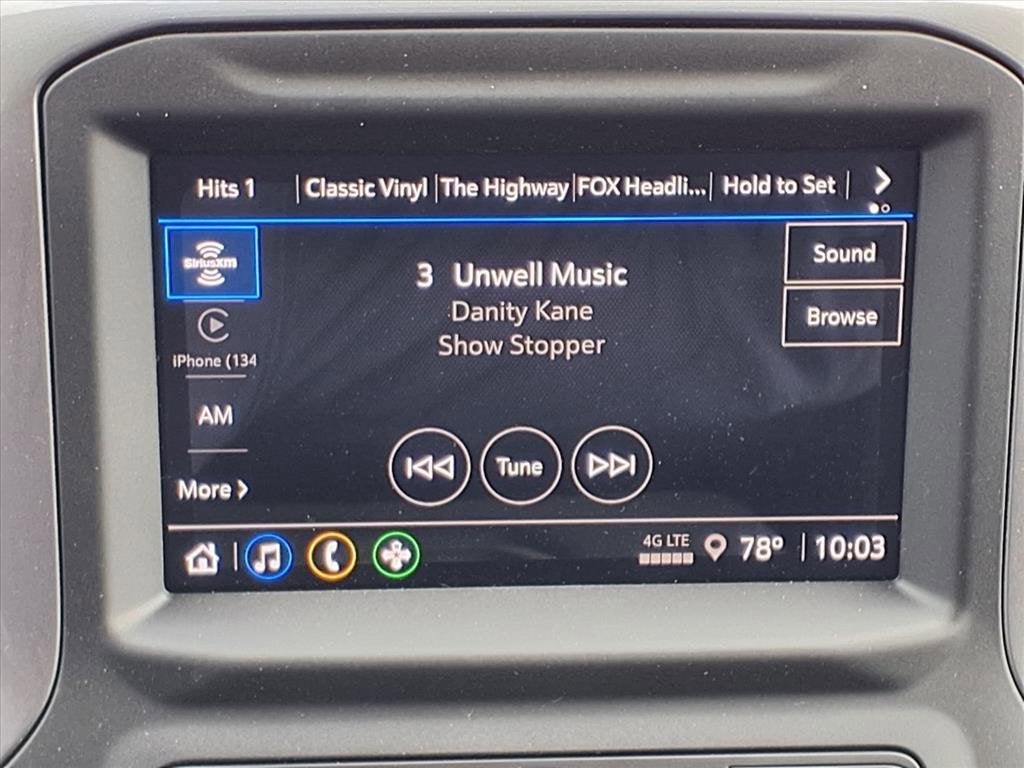 Hits 1 Classic Vinyl The Highway FOX Headli... Hold to Set
SiriusXM
Sound
3 Unwell Music
Danity Kane
Browse
Show Stopper
iPhone (134
AM
Tune
More
4G LTE 78° 10:03